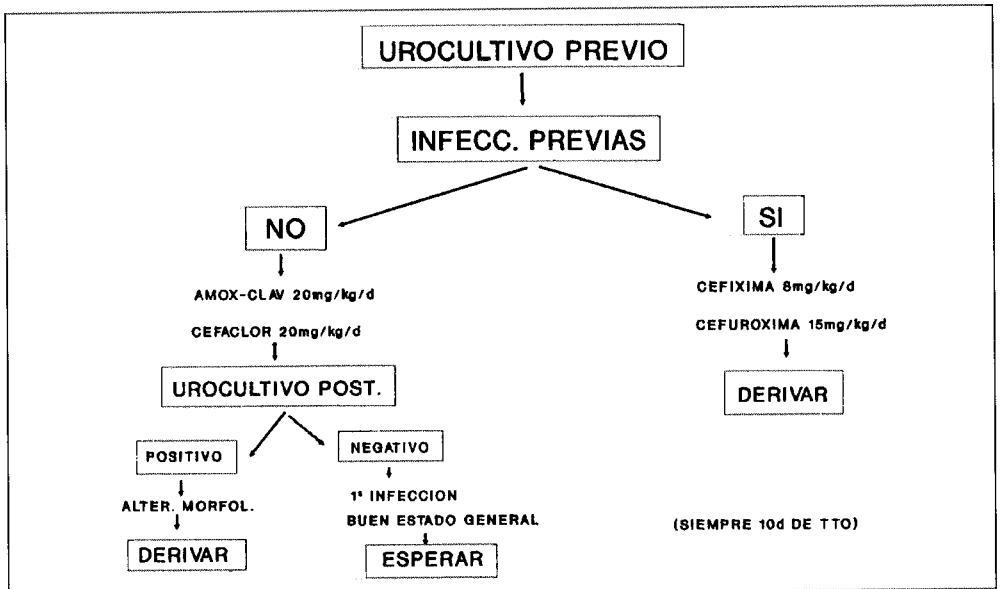 UROCULTIVO PREVIO
INFECC. PREVIAS
NO
AMOX-CLAV 20mg/kg/d
CEFACLOR 20mg/kg/d
UROCULTIVO POST.
POSITIVO
ALTER. MORFOL.
DERIVAR
NEGATIVO
1ª INFECCION
BUEN ESTADO GENERAL
ESPERAR
SI
CEFIXIMA 8mg/kg/d
CEFUROXIMA 15mg/kg/d
DERIVAR
(SIEMPRE 10d DE TTO)